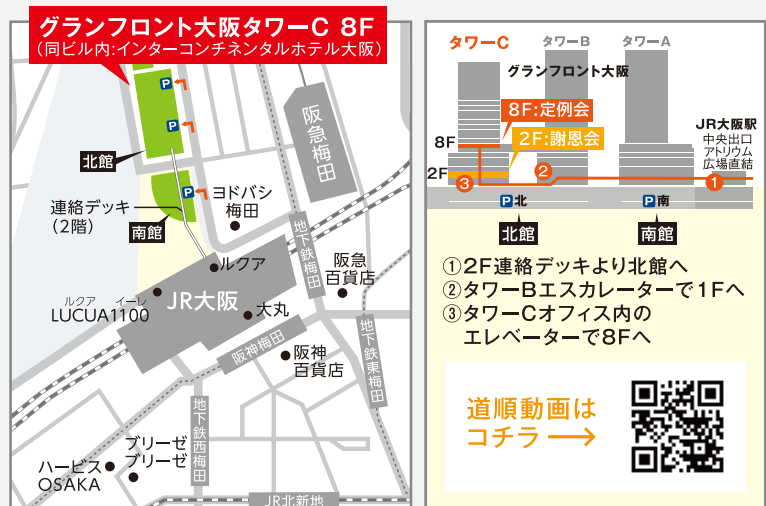 グランフロント大阪タワーC 8F
(同ビル内:インターコンチネンタルホテル大阪)
P
P
北館
P
連絡デッキ
(2階)
南館
ヨドバシ
梅田
阪急梅田
地下鉄梅田
ルクア
阪急
百貨店
ルクア イーレ
LUCUA1100
JR大阪
大丸
阪神梅田
阪神
百貨店
地下鉄東梅田
地下鉄西梅田
ブリーゼ
ブリーゼ
ハービス
OSAKA
JR北新地
タワーC
タワーB
タワーA
グランフロント大阪
8F:定例会
2F:謝恩会
8F
2F
JR大阪駅
中央出口
アトリウム
広場直結
③
②
①
P北
P南
北館
南館
①2F連絡デッキより北館へ
②タワーBエスカレーターで1Fへ
③タワーCオフィス内の
エレベーターで8Fへ
道順動画は
コチラ→